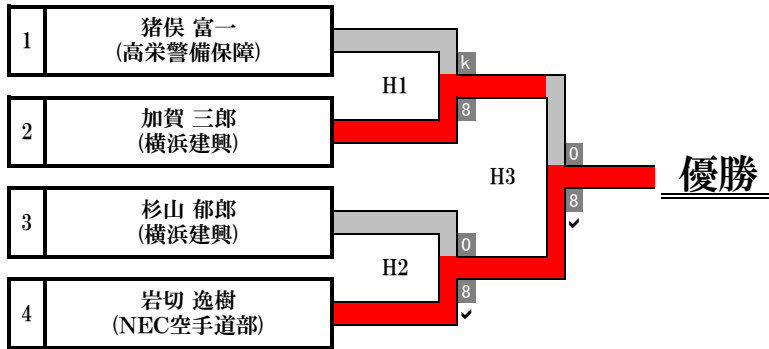 1
猪俣 富一
(高栄警備保障)
k
H1
8
2
加賀 三郎
(横浜建興)
0
H3
優勝
8
✔
3
杉山 郁郎
(横浜建興)
0
H2
8
✔
4
岩切 逸樹
(NEC空手道部)